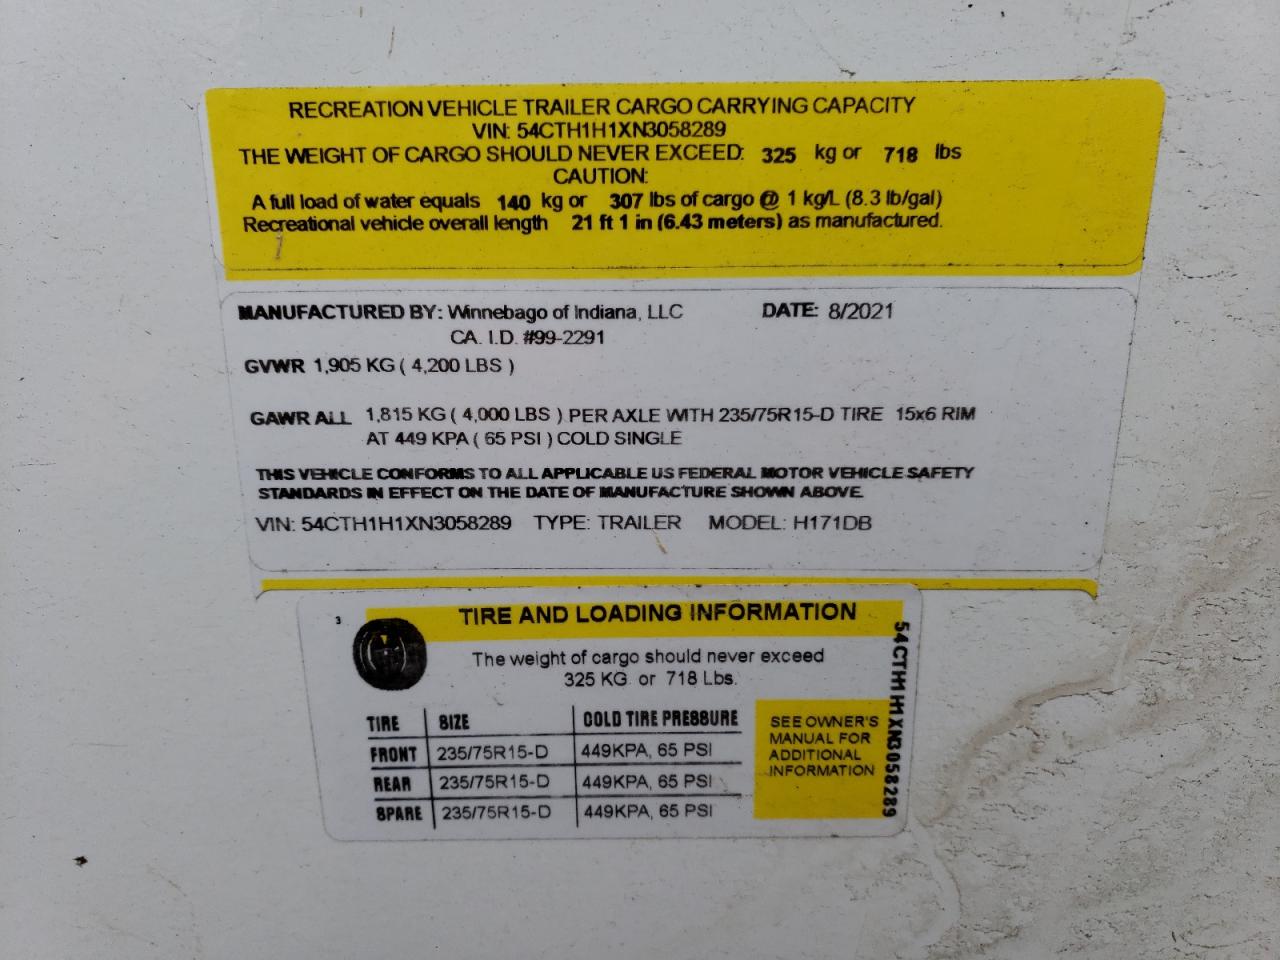 RECREATION VEHICLE TRAILER CARGO CARRYING CAPACITY
VIN: 54CTH1H1XN3058289
THE WEIGHT OF CARGO SHOULD NEVER EXCEED: 325 kg or 718 lbs
CAUTION:
A full load of water equals 140 kg or 307 lbs of cargo @ 1 kg/L (8.3 lb/gal)
Recreational vehicle overall length 21 ft 1 in (6.43 meters) as manufactured.
MANUFACTURED BY: Winnebago of Indiana, LLC DATE: 8/2021
CA. I.D. #99-2291
GVWR 1,905 KG ( 4,200 LBS )
GAWR ALL 1,815 KG ( 4,000 LBS ) PER AXLE WITH 235/75R15-D TIRE 15x6 RIM
AT 449 KPA ( 65 PSI ) COLD SINGLE
THIS VEHICLE CONFORMS TO ALL APPLICABLE US FEDERAL MOTOR VEHICLE SAFETY
STANDARDS IN EFFECT ON THE DATE OF MANUFACTURE SHOWN ABOVE.
VIN: 54CTH1H1XN3058289 TYPE: TRAILER MODEL: H171DB
3
TIRE AND LOADING INFORMATION
The weight of cargo should never exceed
325 KG or 718 Lbs.
TIRE SIZE COLD TIRE PRESSURE
FRONT 235/75R15-D 449KPA, 65 PSI
REAR 235/75R15-D 449KPA, 65 PSI
SPARE 235/75R15-D 449KPA, 65 PSI
SEE OWNER'S
MANUAL FOR
ADDITIONAL
INFORMATION
54CTH1H1XN3058289